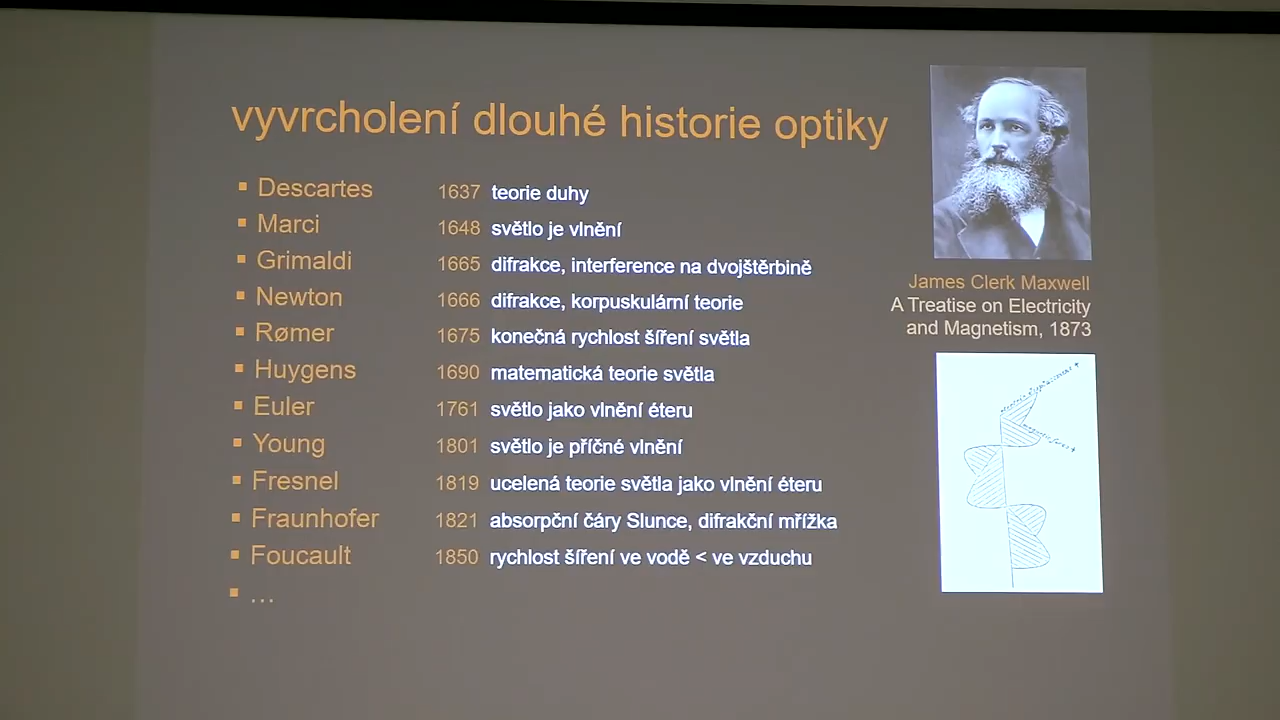 vyvrcholení dlouhé historie optiky
▪ Descartes 1637 teorie duhy
▪ Marci 1648 světlo je vlnění
▪ Grimaldi 1665 difrakce, interference na dvojštěrbině
▪ Newton 1666 difrakce, korpuskulární teorie
▪ Rømer 1675 konečná rychlost šíření světla
▪ Huygens 1690 matematická teorie světla
▪ Euler 1761 světlo jako vlnění éteru
▪ Young 1801 světlo je příčné vlnění
▪ Fresnel 1819 ucelená teorie světla jako vlnění éteru
▪ Fraunhofer 1821 absorpční čáry Slunce, difrakční mřížka
▪ Foucault 1850 rychlost šíření ve vodě < ve vzduchu
▪ ...
James Clerk Maxwell
A Treatise on Electricity
and Magnetism, 1873